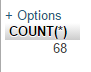 + Options
COUNT(*)
68